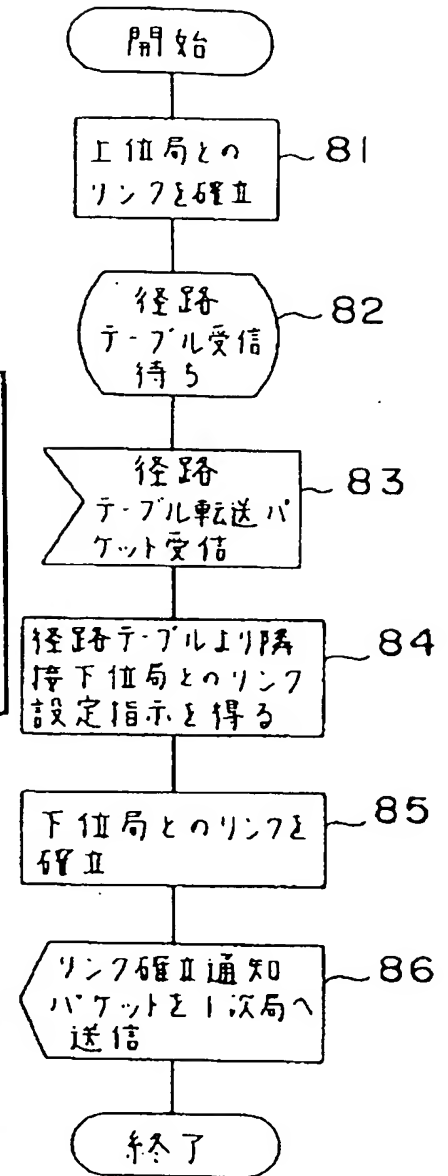 開始
上位局との
リンクを確立
81
径路
テーブル受信
待ち
82
径路
テーブル転送パ
ケット受信
83
径路テーブルより隣
接下位局とのリンク
設定指示を得る
84
下位局とのリンクを
確立
85
リンク確立通知
パケットを1次局へ
送信
86
終了